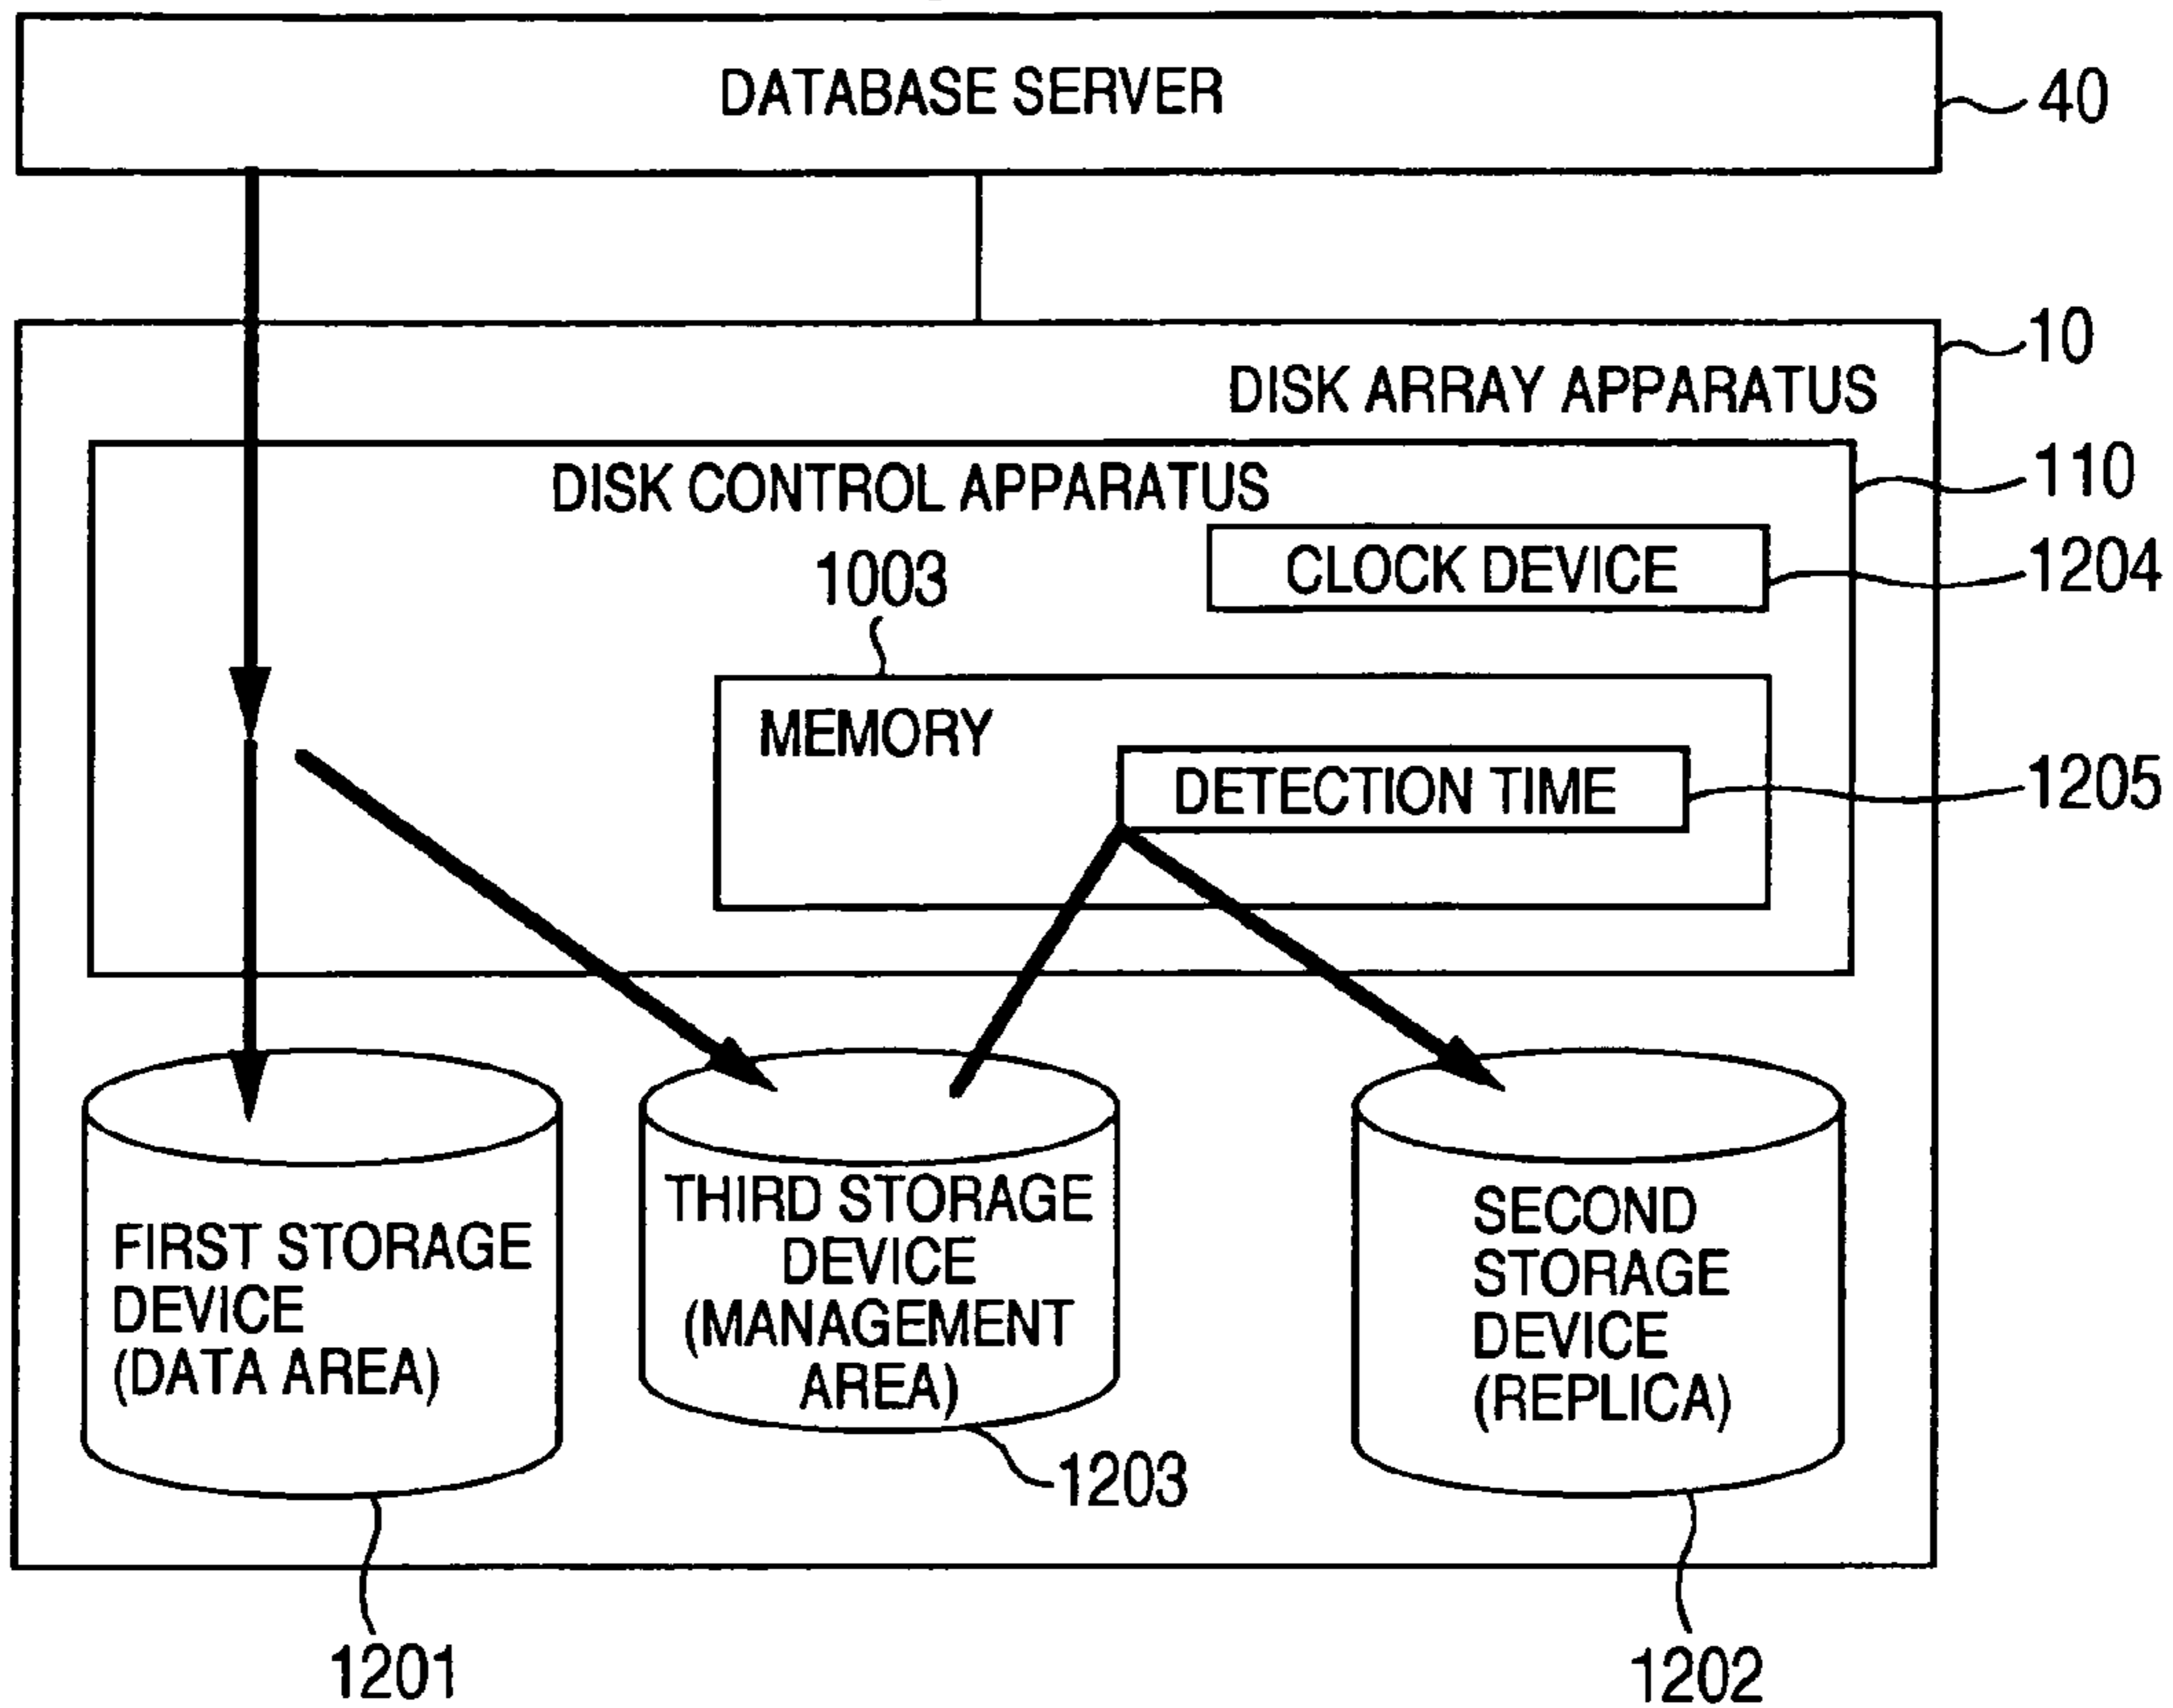 DATABASE SERVER
40
10
DISK ARRAY APPARATUS
110
DISK CONTROL APPARATUS
1003
CLOCK DEVICE
1204
MEMORY
DETECTION TIME
1205
FIRST STORAGE
DEVICE
(DATA AREA)
THIRD STORAGE
DEVICE
(MANAGEMENT
AREA)
SECOND
STORAGE
DEVICE
(REPLICA)
1203
1201
1202